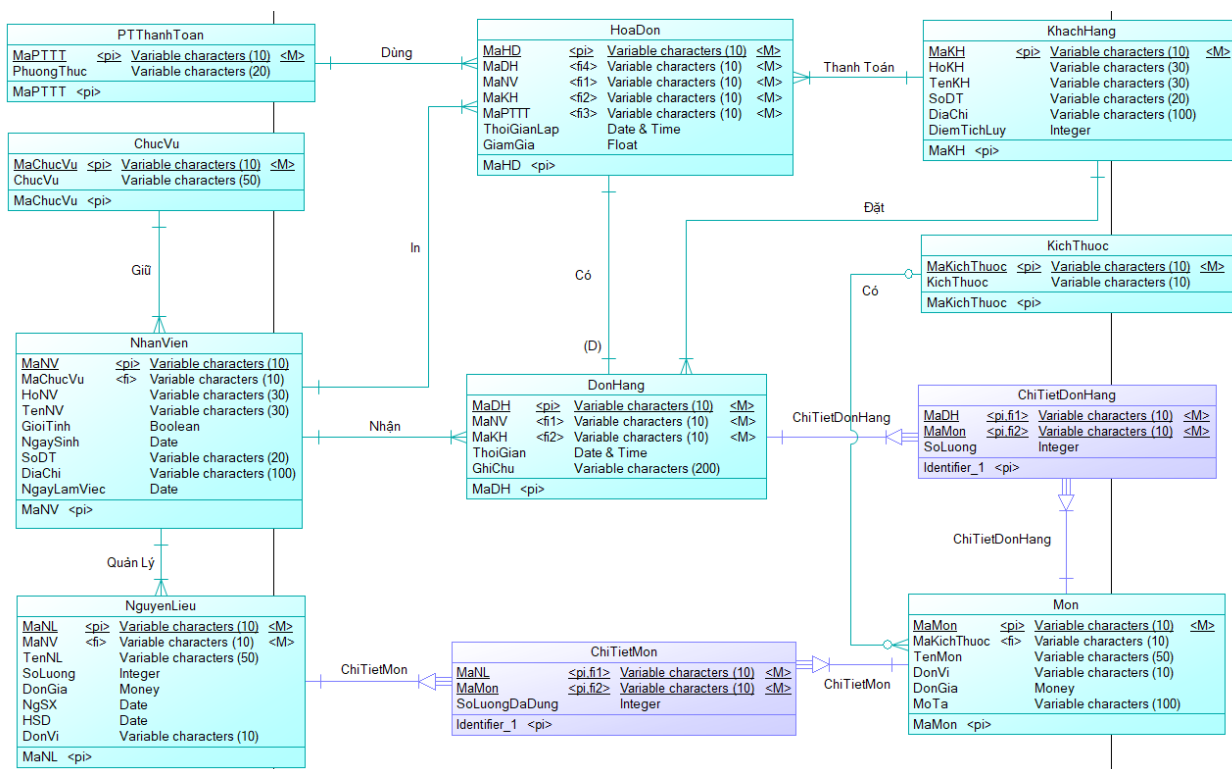 PTThanhToan
MaPTTT <pi> Variable characters (10) <M>
PhuongThuc Variable characters (20)
MaPTTT <pi>
Dùng
HoaDon
MaHD <pi> Variable characters (10) <M>
MaDH <fi4> Variable characters (10) <M>
MaNV <fi1> Variable characters (10) <M>
MaKH <fi2> Variable characters (10) <M>
MaPTTT <fi3> Variable characters (10) <M>
ThoiGianLap Date & Time
GiamGia Float
MaHD <pi>
Thanh Toán
KhachHang
MaKH <pi> Variable characters (10) <M>
HoKH Variable characters (30)
TenKH Variable characters (30)
SoDT Variable characters (20)
DiaChi Variable characters (100)
DiemTichLuy Integer
MaKH <pi>
ChucVu
MaChucVu <pi> Variable characters (10) <M>
ChucVu Variable characters (50)
MaChucVu <pi>
Giữ
In
Có
(D)
Đặt
Có
KichThuoc
MaKichThuoc <pi> Variable characters (10) <M>
KichThuoc Variable characters (10)
MaKichThuoc <pi>
NhanVien
MaNV <pi> Variable characters (10)
MaChucVu <fi> Variable characters (10)
HoNV Variable characters (30)
TenNV Variable characters (30)
GioiTinh Boolean
NgaySinh Date
SoDT Variable characters (20)
DiaChi Variable characters (100)
NgayLamViec Date
MaNV <pi>
Nhận
DonHang
MaDH <pi> Variable characters (10) <M>
MaNV <fi1> Variable characters (10) <M>
MaKH <fi2> Variable characters (10) <M>
ThoiGian Date & Time
GhiChu Variable characters (200)
MaDH <pi>
ChiTietDonHang
ChiTietDonHang
MaDH <pi,fi1> Variable characters (10) <M>
MaMon <pi,fi2> Variable characters (10) <M>
SoLuong Integer
Identifier_1 <pi>
ChiTietDonHang
Quản Lý
NguyenLieu
MaNL <pi> Variable characters (10) <M>
MaNV <fi> Variable characters (10) <M>
TenNL Variable characters (50)
SoLuong Integer
DonGia Money
NgSX Date
HSD Date
DonVi Variable characters (10)
MaNL <pi>
ChiTietMon
ChiTietMon
MaNL <pi,fi1> Variable characters (10) <M>
MaMon <pi,fi2> Variable characters (10) <M>
SoLuongDaDung Integer
Identifier_1 <pi>
ChiTietMon
Mon
MaMon <pi> Variable characters (10) <M>
MaKichThuoc <fi> Variable characters (10)
TenMon Variable characters (50)
DonVi Variable characters (10)
DonGia Money
MoTa Variable characters (100)
MaMon <pi>